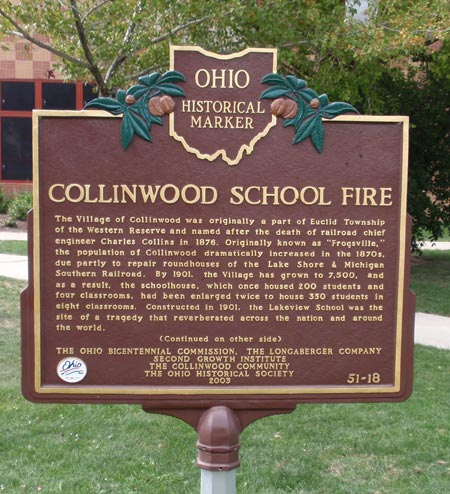 OHIO
HISTORICAL
MARKER
COLLINWOOD SCHOOL FIRE
The Village of Collinwood was originally a part of Euclid Township
of the Western Reserve and named after the death of railroad chief
engineer Charles Collins in 1876. Originally known as "Frogsville,"
the population of Collinwood dramatically increased in the 1870s,
due partly to repair roundhouses of the Lake Shore & Michigan
Southern Railroad. By 1901, the Village has grown to 7,500, and
as a result, the schoolhouse, which once housed 200 students and
four classrooms, had been enlarged twice to house 350 students in
eight classrooms. Constructed in 1901, the Lakeview School was the
site of a tragedy that reverberated across the nation and around
the world.
(Continued on other side)
THE OHIO BICENTENNIAL COMMISSION, THE LONGABERGER COMPANY
SECOND GROWTH INSTITUTE
THE COLLINWOOD COMMUNITY
THE OHIO HISTORICAL SOCIETY
2003
51-18
Ohio